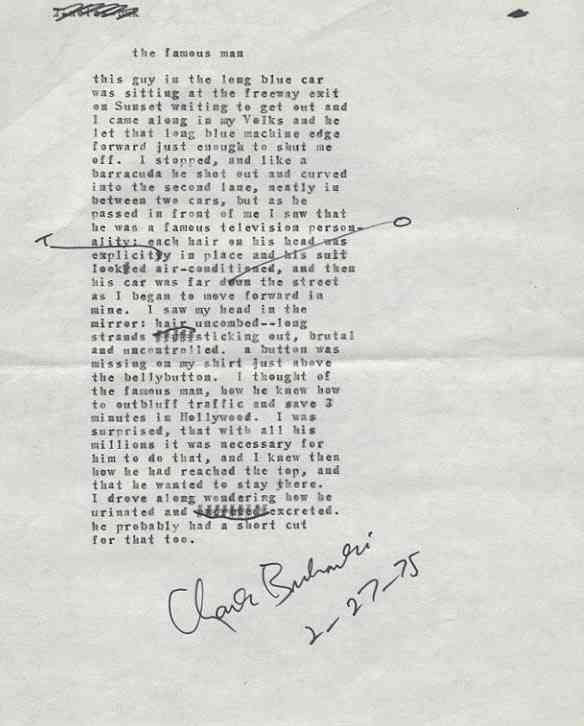 the famous man
this guy in the long blue car
was sitting at the freeway exit
on Sunset waiting to get out and
I came along in my Volks and he
let that long blue machine edge
forward just enough to shut me
off. I stopped, and like a
barracuda he shot out and curved
into the second lane, neatly in
between two cars, but as he
passed in front of me I saw that
he was a famous television person-
ality: each hair on his head was
explicitly in place and his suit
looked air-conditioned, and then
his car was far down the street
as I began to move forward in
mine. I saw my head in the
mirror: hair uncombed--long
strands sticking out, brutal
and uncontrolled. a button was
missing on my shirt just above
the bellybutton. I thought of
the famous man, how he knew how
to outbluff traffic and save 3
minutes in Hollywood. I was
surprised, that with all his
millions it was necessary for
him to do that, and I knew then
how he had reached the top, and
that he wanted to stay there.
I drove along wondering how he
urinated and excreted.
he probably had a short cut
for that too.
Charles Bukowski
2-27-75